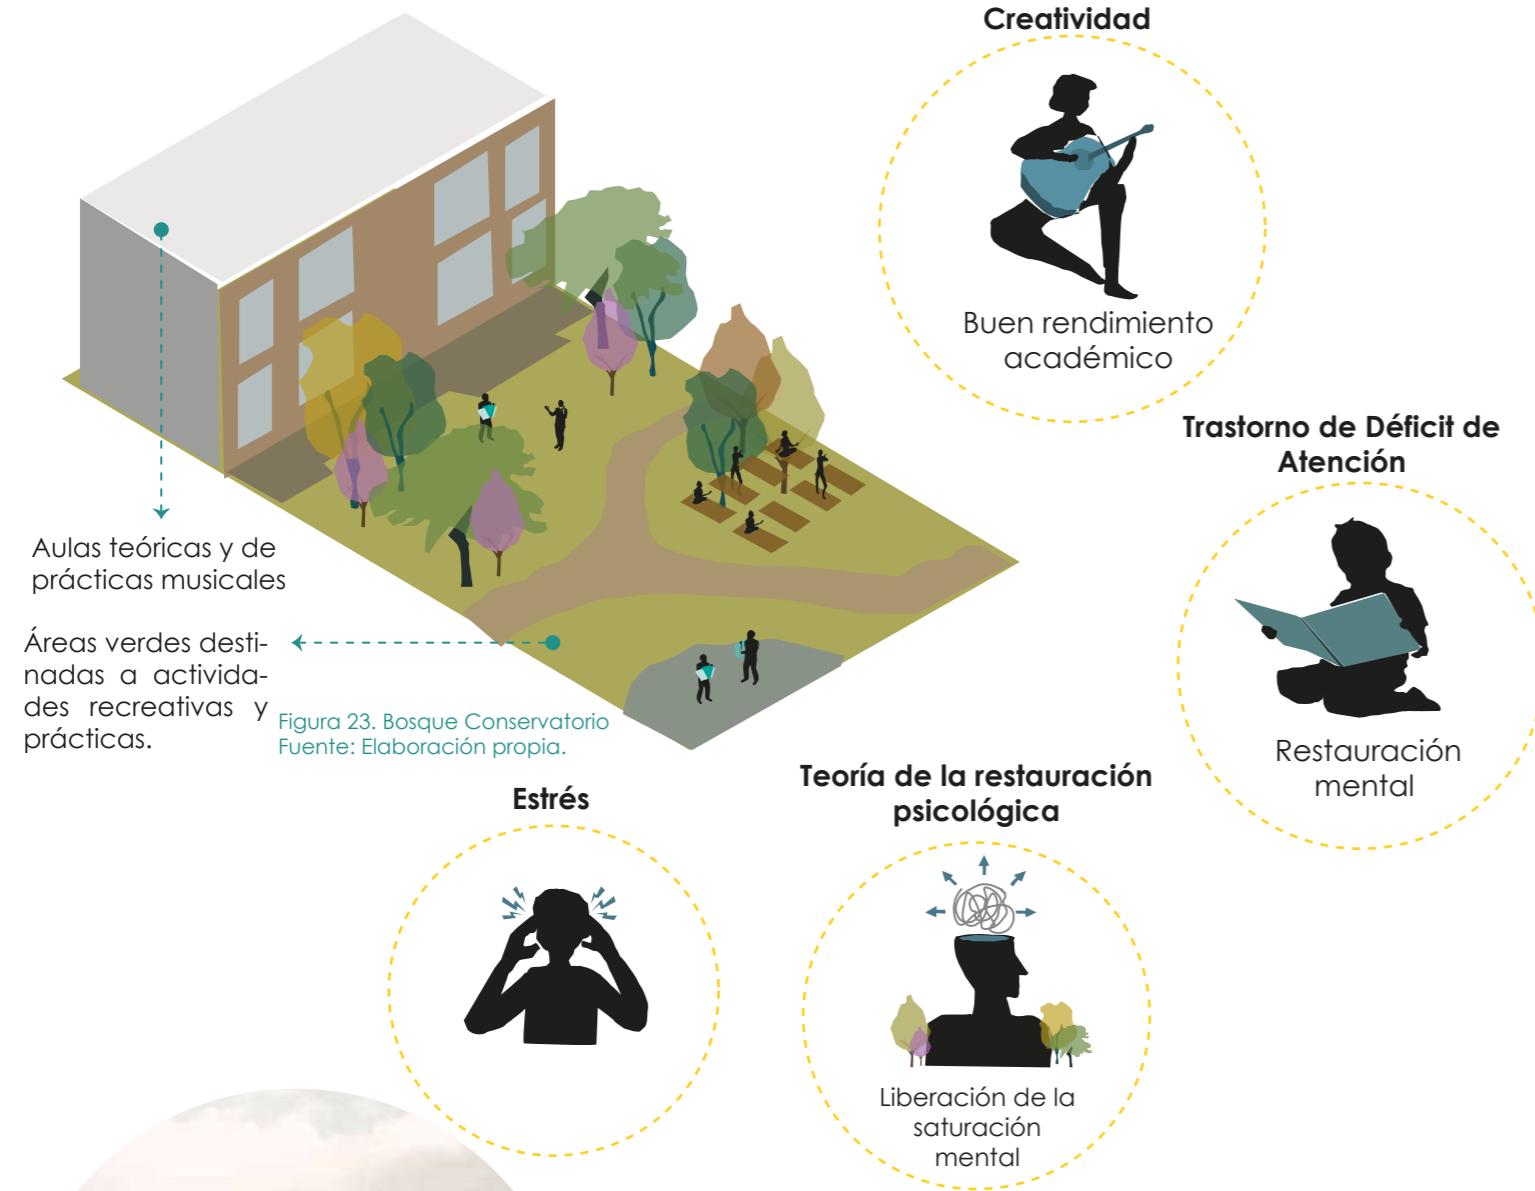 Creatividad
Buen rendimiento
académico
Trastorno de Déficit de
Atención
Restauración
mental
Aulas teóricas y de
prácticas musicales
Áreas verdes desti-
nadas a activida-
des recreativas y
prácticas.
Figura 23. Bosque Conservatorio
Fuente: Elaboración propia.
Estrés
Teoría de la restauración
psicológica
Liberación de la
saturación
mental